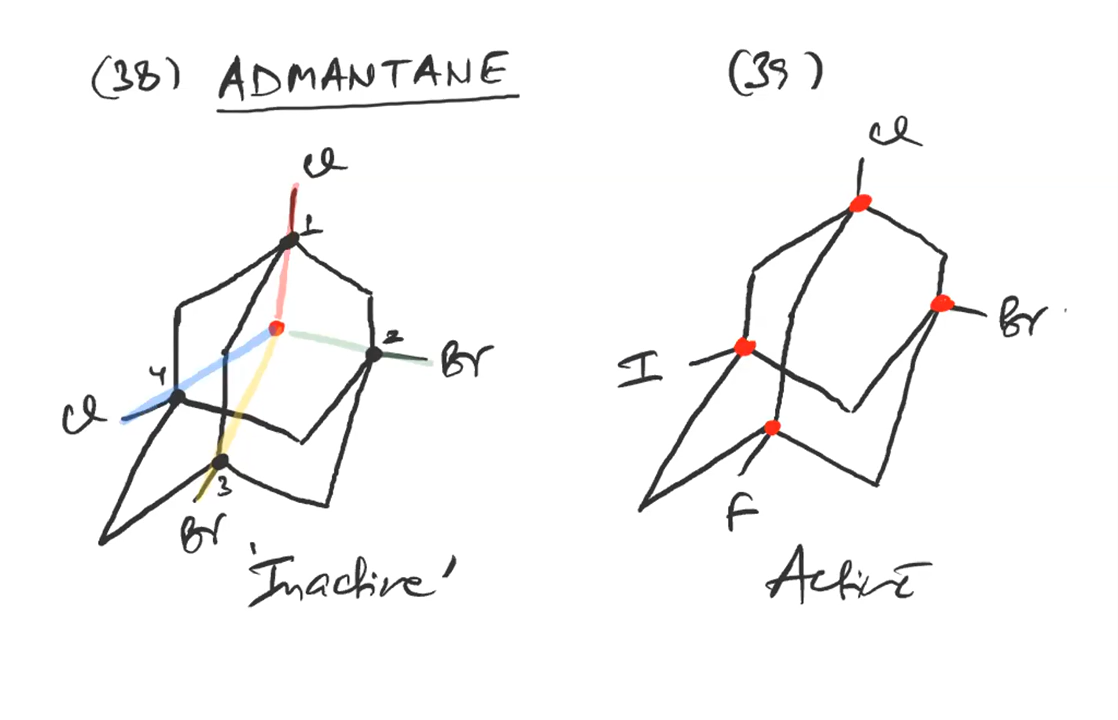 (38) ADMANTANE
Cl
1
2
Br
4
Cl
3
Br
'Inactive'
(39)
Cl
Br
I
F
Active